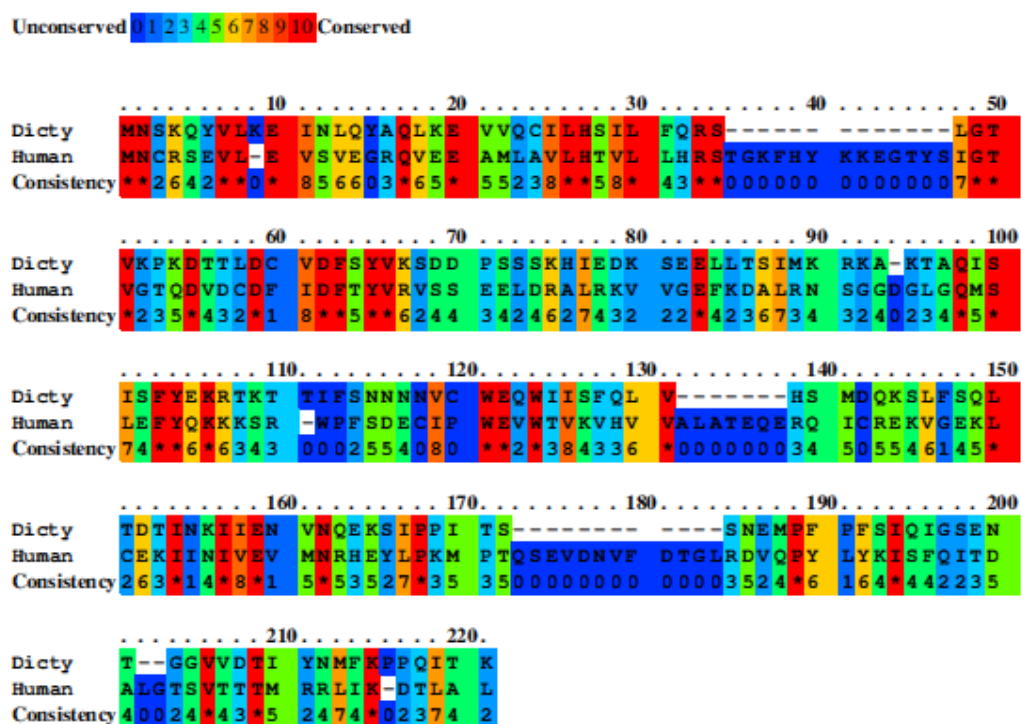 Unconserved 0 1 2 3 4 5 6 7 8 9 10 Conserved
. . . . . . . . . 10 . . . . . . . . . 20 . . . . . . . . . 30 . . . . . . . . . 40 . . . . . . . . . 50
Dicty MNSKQYVLKE INLQYAQLKE VVQCILHSIL FQRS------ -------LGT
Human MNCRSEVL-E VSVEGRQVEE AMLAVLHTVL LHRSTGKFHY KKEGTYSIGT
Consistency **2642**0* 856603*65* 55238**58* 43**000000 00000007**
. . . . . . . . . 60 . . . . . . . . . 70 . . . . . . . . . 80 . . . . . . . . . 90 . . . . . . . . . 100
Dicty VKPKDTTLDC VDFSYVKSDD PSSSKHIEDK SEELLTSIMK RKA-KTAQIS
Human VGTQDVDCDF IDFTYVRVSS EELDRALRKV VGEFKDALRN SGGDGLGQMS
Consistency *235*432*1 8**5**6244 3424627432 22*4236734 3240234*5*
. . . . . . . . . 110 . . . . . . . . . 120 . . . . . . . . . 130 . . . . . . . . . 140 . . . . . . . . . 150
Dicty ISFYEKRTKT TIFSNNNNVC WEQWIISFQL V-------HS MDQKSLFSQL
Human LEFYQKKKSR -WPFSDECIP WEVWTVKVHV VALATEQERQ ICREKVGEKL
Consistency 74**6*6343 0002554080 **2*384336 *000000034 505546145*
. . . . . . . . . 160 . . . . . . . . . 170 . . . . . . . . . 180 . . . . . . . . . 190 . . . . . . . . . 200
Dicty TDTINKIIEN VNQEKSIPPI TS-------- ----SNEMPF PFSIQIGSEN
Human CEKIINIVEV MNRHEYLPKM PTQSEVDNVF DTGLRDVQPY LYKISFQITD
Consistency 263*14*8*1 5*53527*35 3500000000 00003524*6 164*442235
. . . . . . . . . 210 . . . . . . . . . 220 .
Dicty T--GGVVDTI YNMFKPPQIT K
Human ALGTSVTTTM RRLIK-DTLA L
Consistency 40024*43*5 2474*02374 2